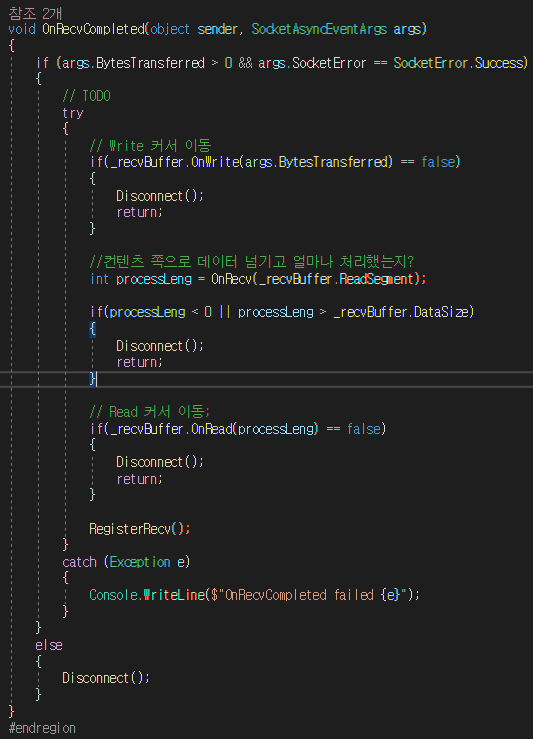 참조 2개
void OnRecvCompleted(object sender, SocketAsyncEventArgs args)
{
    if (args.BytesTransferred > 0 && args.SocketError == SocketError.Success)
    {
        // TODO
        try
        {
            // Write 커서 이동
            if(_recvBuffer.OnWrite(args.BytesTransferred) == false)
            {
                Disconnect();
                return;
            }

            //컨텐츠 쪽으로 데이터 넘기고 얼마나 처리했는지?
            int processLeng = OnRecv(_recvBuffer.ReadSegment);

            if(processLeng < 0 || processLeng > _recvBuffer.DataSize)
            {
                Disconnect();
                return;
            }

            // Read 커서 이동;
            if(_recvBuffer.OnRead(processLeng) == false)
            {
                Disconnect();
                return;
            }

            RegisterRecv();
        }
        catch (Exception e)
        {
            Console.WriteLine($"OnRecvCompleted failed {e}");
        }
    }
    else
    {
        Disconnect();
    }
}
#endregion